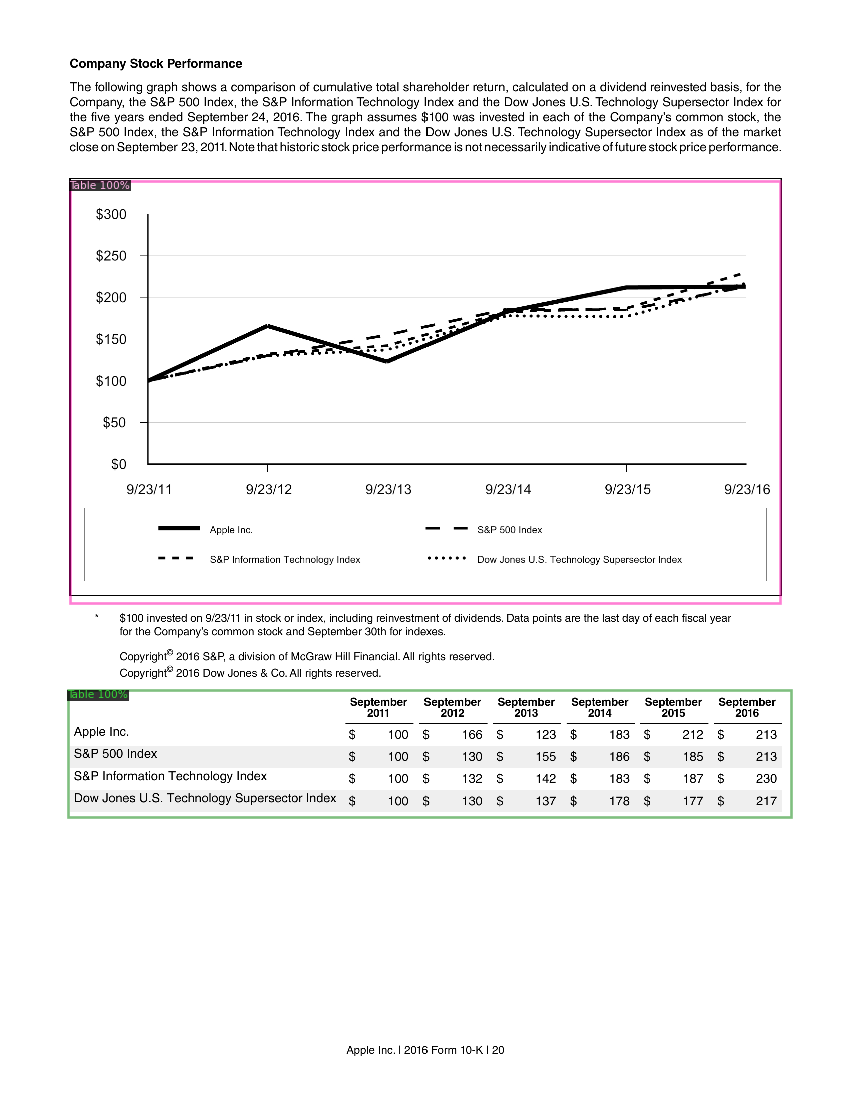 Company Stock Performance
The following graph shows a comparison of cumulative total shareholder return, calculated on a dividend reinvested basis, for the
Company, the S&P 500 Index, the S&P Information Technology Index and the Dow Jones U.S. Technology Supersector Index for
the five years ended September 24, 2016. The graph assumes $100 was invested in each of the Company's common stock, the
S&P 500 Index, the S&P Information Technology Index and the Dow Jones U.S. Technology Supersector Index as of the market
close on September 23, 2011. Note that historic stock price performance is not necessarily indicative of future stock price performance.
Table 100%
$300
$250
$200
$150
$100
$50
$0
9/23/11 9/23/12 9/23/13 9/23/14 9/23/15 9/23/16
Apple Inc. S&P 500 Index
S&P Information Technology Index Dow Jones U.S. Technology Supersector Index
* $100 invested on 9/23/11 in stock or index, including reinvestment of dividends. Data points are the last day of each fiscal year
for the Company's common stock and September 30th for indexes.
Copyright© 2016 S&P, a division of McGraw Hill Financial. All rights reserved.
Copyright© 2016 Dow Jones & Co. All rights reserved.
Table 100%
September September September September September September
2011 2012 2013 2014 2015 2016
Apple Inc. $ 100 $ 166 $ 123 $ 183 $ 212 $ 213
S&P 500 Index $ 100 $ 130 $ 155 $ 186 $ 185 $ 213
S&P Information Technology Index $ 100 $ 132 $ 142 $ 183 $ 187 $ 230
Dow Jones U.S. Technology Supersector Index $ 100 $ 130 $ 137 $ 178 $ 177 $ 217
Apple Inc. | 2016 Form 10-K | 20